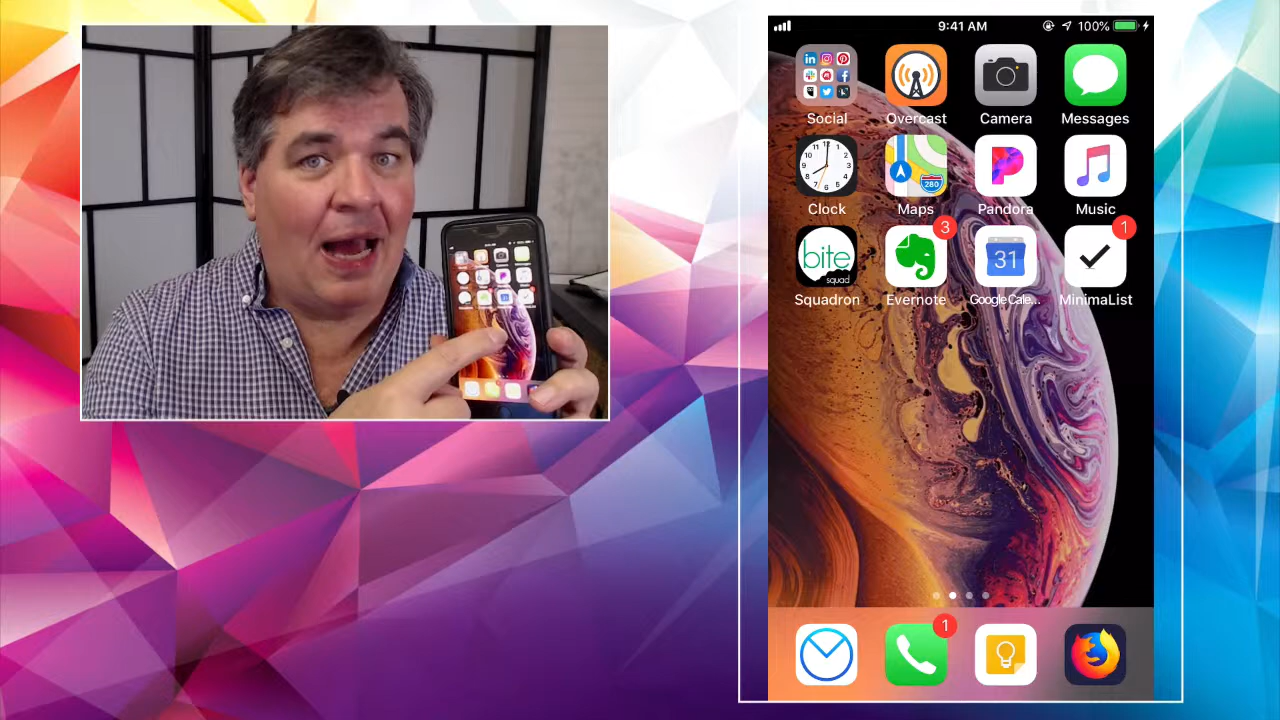 9:41 AM
100%
Social
Overcast
Camera
Messages
Clock
Maps
Pandora
Music
280
3
1
bite
squad
31
Squadron
Evernote
Google Cale...
MinimaList
1